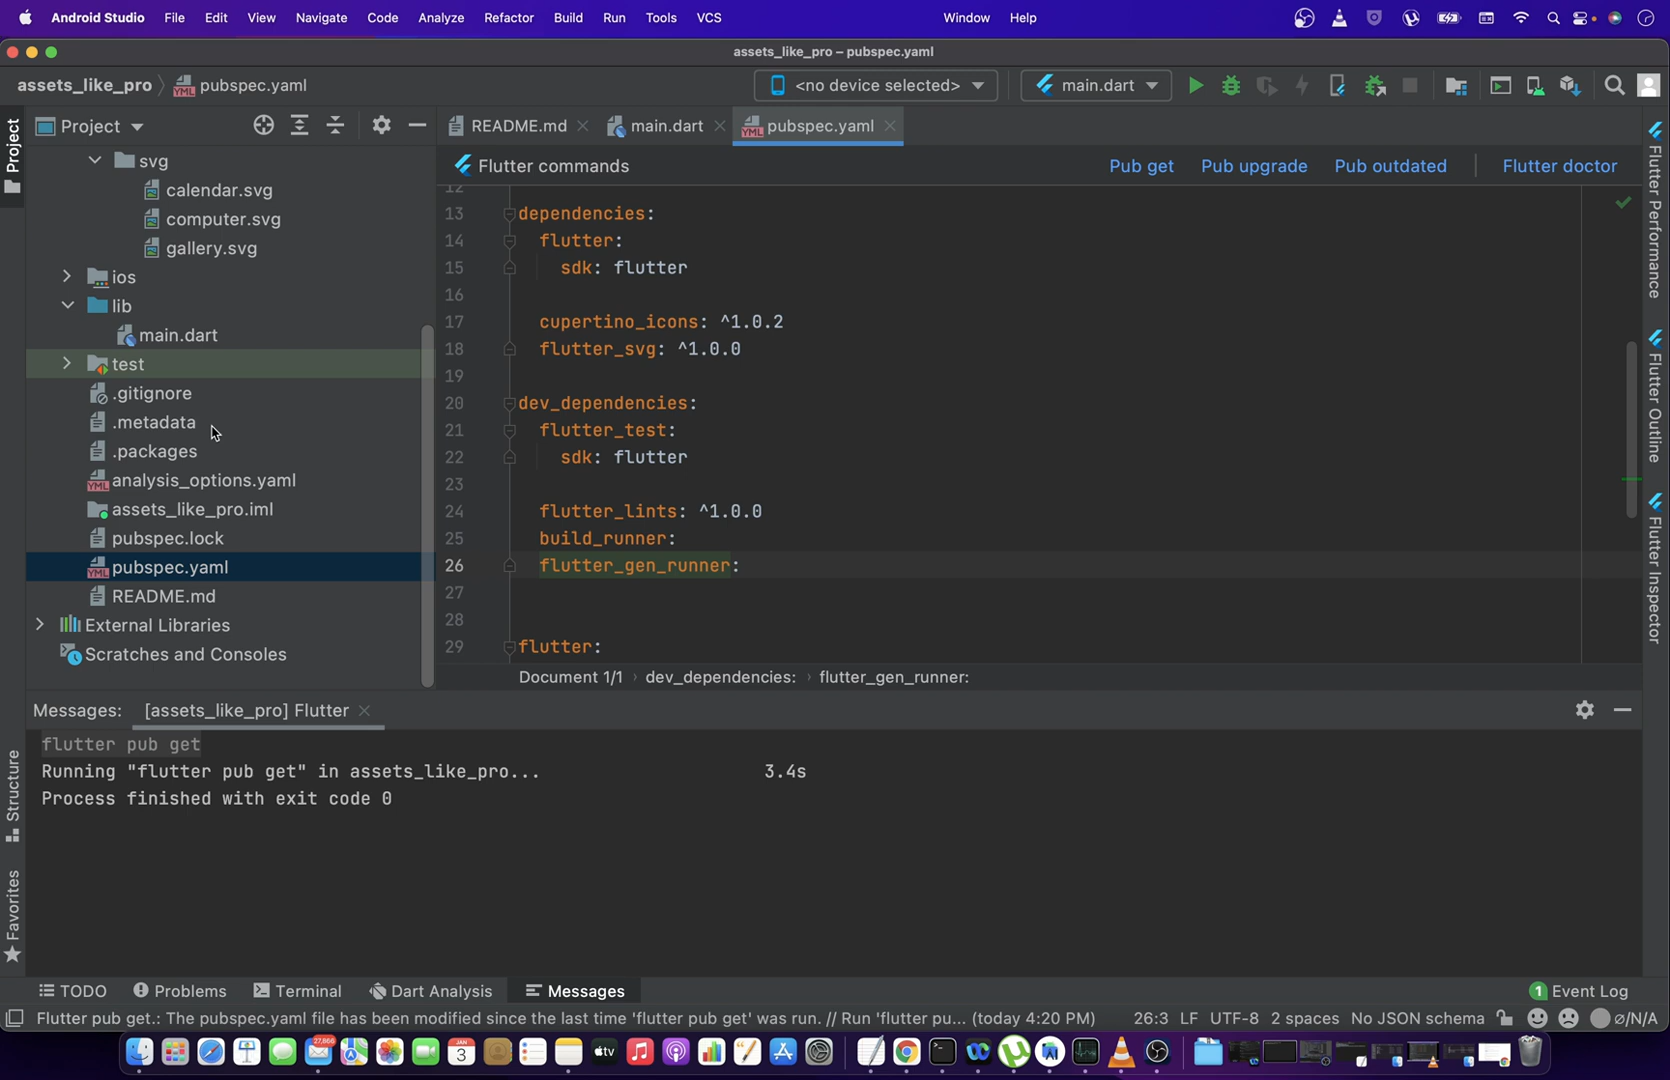 Android Studio File Edit View Navigate Code Analyze Refactor Build Run Tools VCS Window Help
assets_like_pro – pubspec.yaml
assets_like_pro pubspec.yaml <no device selected> main.dart
Project
Project
README.md main.dart pubspec.yaml
Flutter commands Pub get Pub upgrade Pub outdated Flutter doctor
svg
calendar.svg
computer.svg
gallery.svg
ios
lib
main.dart
test
.gitignore
.metadata
.packages
analysis_options.yaml
assets_like_pro.iml
pubspec.lock
pubspec.yaml
README.md
External Libraries
Scratches and Consoles
12
13 dependencies:
14 flutter:
15 sdk: flutter
16
17 cupertino_icons: ^1.0.2
18 flutter_svg: ^1.0.0
19
20 dev_dependencies:
21 flutter_test:
22 sdk: flutter
23
24 flutter_lints: ^1.0.0
25 build_runner:
26 flutter_gen_runner:
27
28
29 flutter:
Document 1/1 › dev_dependencies: › flutter_gen_runner:
Flutter Performance
Flutter Outline
Flutter Inspector
Messages: [assets_like_pro] Flutter
flutter pub get
Running "flutter pub get" in assets_like_pro... 3.4s
Process finished with exit code 0
Structure
Favorites
TODO Problems Terminal Dart Analysis Messages 1 Event Log
Flutter pub get.: The pubspec.yaml file has been modified since the last time 'flutter pub get' was run. // Run 'flutter pu... (today 4:20 PM) 26:3 LF UTF-8 2 spaces No JSON schema ⌀/N/A
27,866
JAN
3
tv